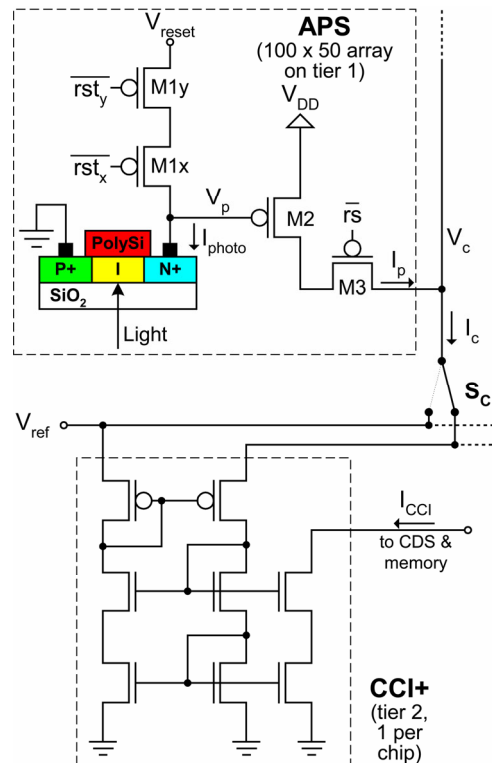 V_reset
APS
(100 x 50 array
on tier 1)
V_DD
rst_y
M1y
rst_x
M1x
V_p
M2
rs
I_photo
PolySi
P+
I
N+
SiO₂
Light
I_p
M3
V_c
I_c
S_C
V_ref
I_CCI
to CDS &
memory
CCI+
(tier 2,
1 per
chip)